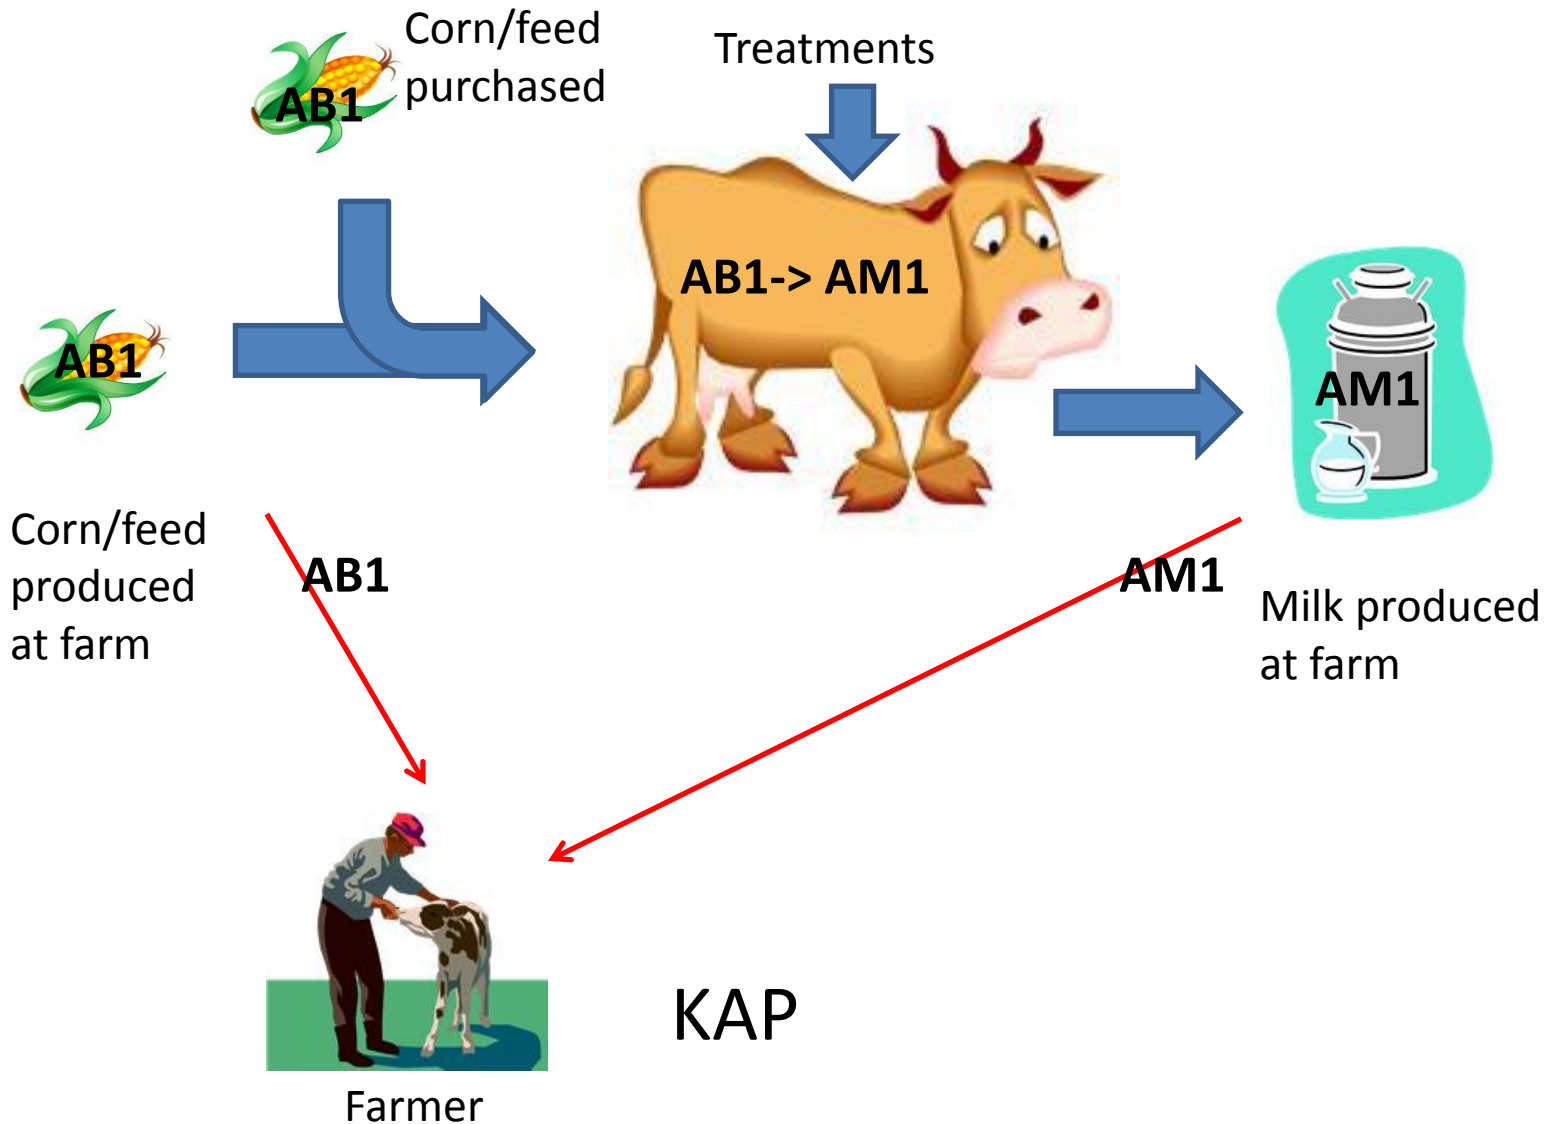 Corn/feed
purchased
AB1
Treatments
AB1-> AM1
AB1
AM1
Corn/feed
produced
at farm
AB1
AM1
Milk produced
at farm
KAP
Farmer